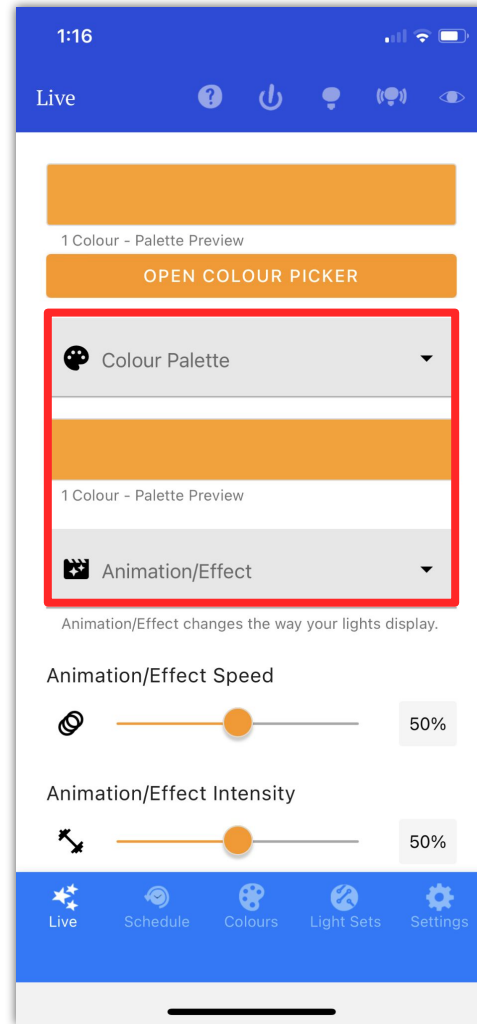 1:16
Live
1 Colour - Palette Preview
OPEN COLOUR PICKER
Colour Palette
1 Colour - Palette Preview
Animation/Effect
Animation/Effect changes the way your lights display.
Animation/Effect Speed
50%
Animation/Effect Intensity
50%
Live Schedule Colours Light Sets Settings